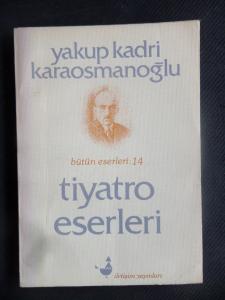 yakup kadri
karaosmanoğlu
bütün eserleri.14
tiyatro
eserleri
iletişim yayınları